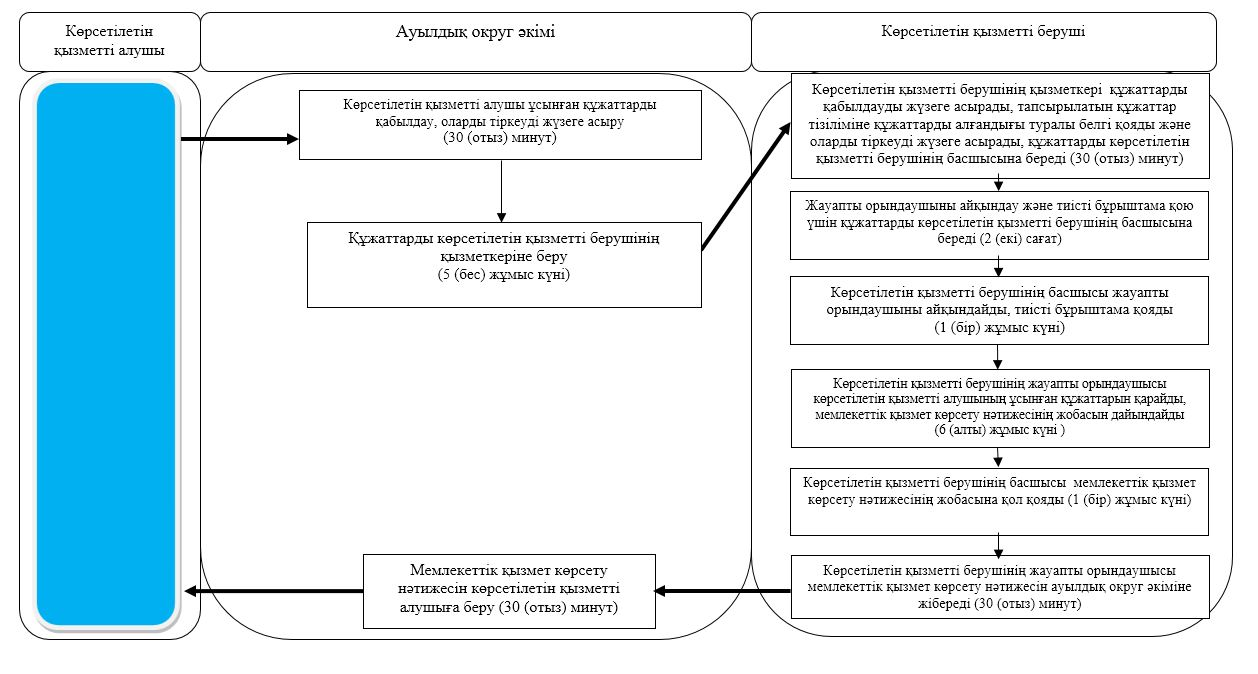 Көрсетілетін
қызметті алушы
Ауылдық округ әкімі
Көрсетілетін қызметті беруші
Көрсетілетін қызметті алушы ұсынған құжаттарды
қабылдау, оларды тіркеуді жүзеге асыру
(30 (отыз) минут)
Құжаттарды көрсетілетін қызметті берушінің
қызметкеріне беру
(5 (бес) жұмыс күні)
Көрсетілетін қызметті берушінің қызметкері құжаттарды
қабылдауды жүзеге асырады, тапсырылатын құжаттар
тізіліміне құжаттарды алғандығы туралы белгі қояды және
оларды тіркеуді жүзеге асырады, құжаттарды көрсетілетін
қызметті берушінің басшысына береді (30 (отыз) минут)
Жауапты орындаушыны айқындау және тиісті бұрыштама қою
үшін құжаттарды көрсетілетін қызметті берушінің басшысына
береді (2 (екі) сағат)
Көрсетілетін қызметті берушінің басшысы жауапты
орындаушыны айқындайды, тиісті бұрыштама қояды
(1 (бір) жұмыс күні)
Көрсетілетін қызметті берушінің жауапты орындаушысы
көрсетілетін қызметті алушының ұсынған құжаттарын қарайды,
мемлекеттік қызмет көрсету нәтижесінің жобасын дайындайды
(6 (алты) жұмыс күні )
Көрсетілетін қызметті берушінің басшысы мемлекеттік қызмет
көрсету нәтижесінің жобасына қол қояды (1 (бір) жұмыс күні)
Көрсетілетін қызметті берушінің жауапты орындаушысы
мемлекеттік қызмет көрсету нәтижесін ауылдық округ әкіміне
жібереді (30 (отыз) минут)
Мемлекеттік қызмет көрсету
нәтижесін көрсетілетін қызметті
алушыға беру (30 (отыз) минут)